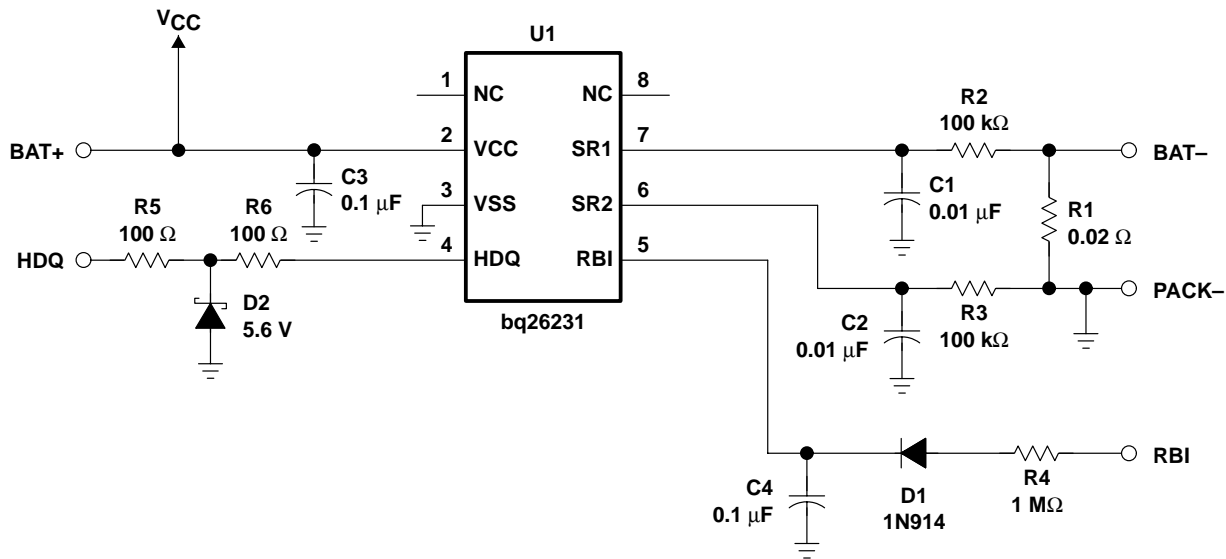 VCC
U1
1
NC
NC
8
BAT+
2
VCC
SR1
7
R2
100 kΩ
BAT–
C3
0.1 μF
3
VSS
SR2
6
C1
0.01 μF
R1
0.02 Ω
R5
100 Ω
R6
100 Ω
HDQ
4
HDQ
RBI
5
D2
5.6 V
bq26231
PACK–
C2
0.01 μF
R3
100 kΩ
RBI
C4
0.1 μF
D1
1N914
R4
1 MΩ